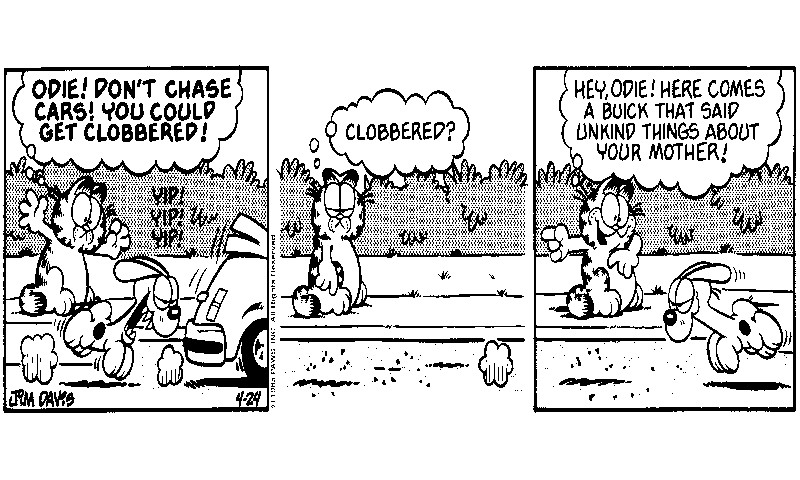 ODIE! DON'T CHASE
CARS! YOU COULD
GET CLOBBERED!
YIP!
YIP!
YIP!
JIM DAVIS
4-24
CLOBBERED?
HEY, ODIE! HERE COMES
A BUICK THAT SAID
UNKIND THINGS ABOUT
YOUR MOTHER!